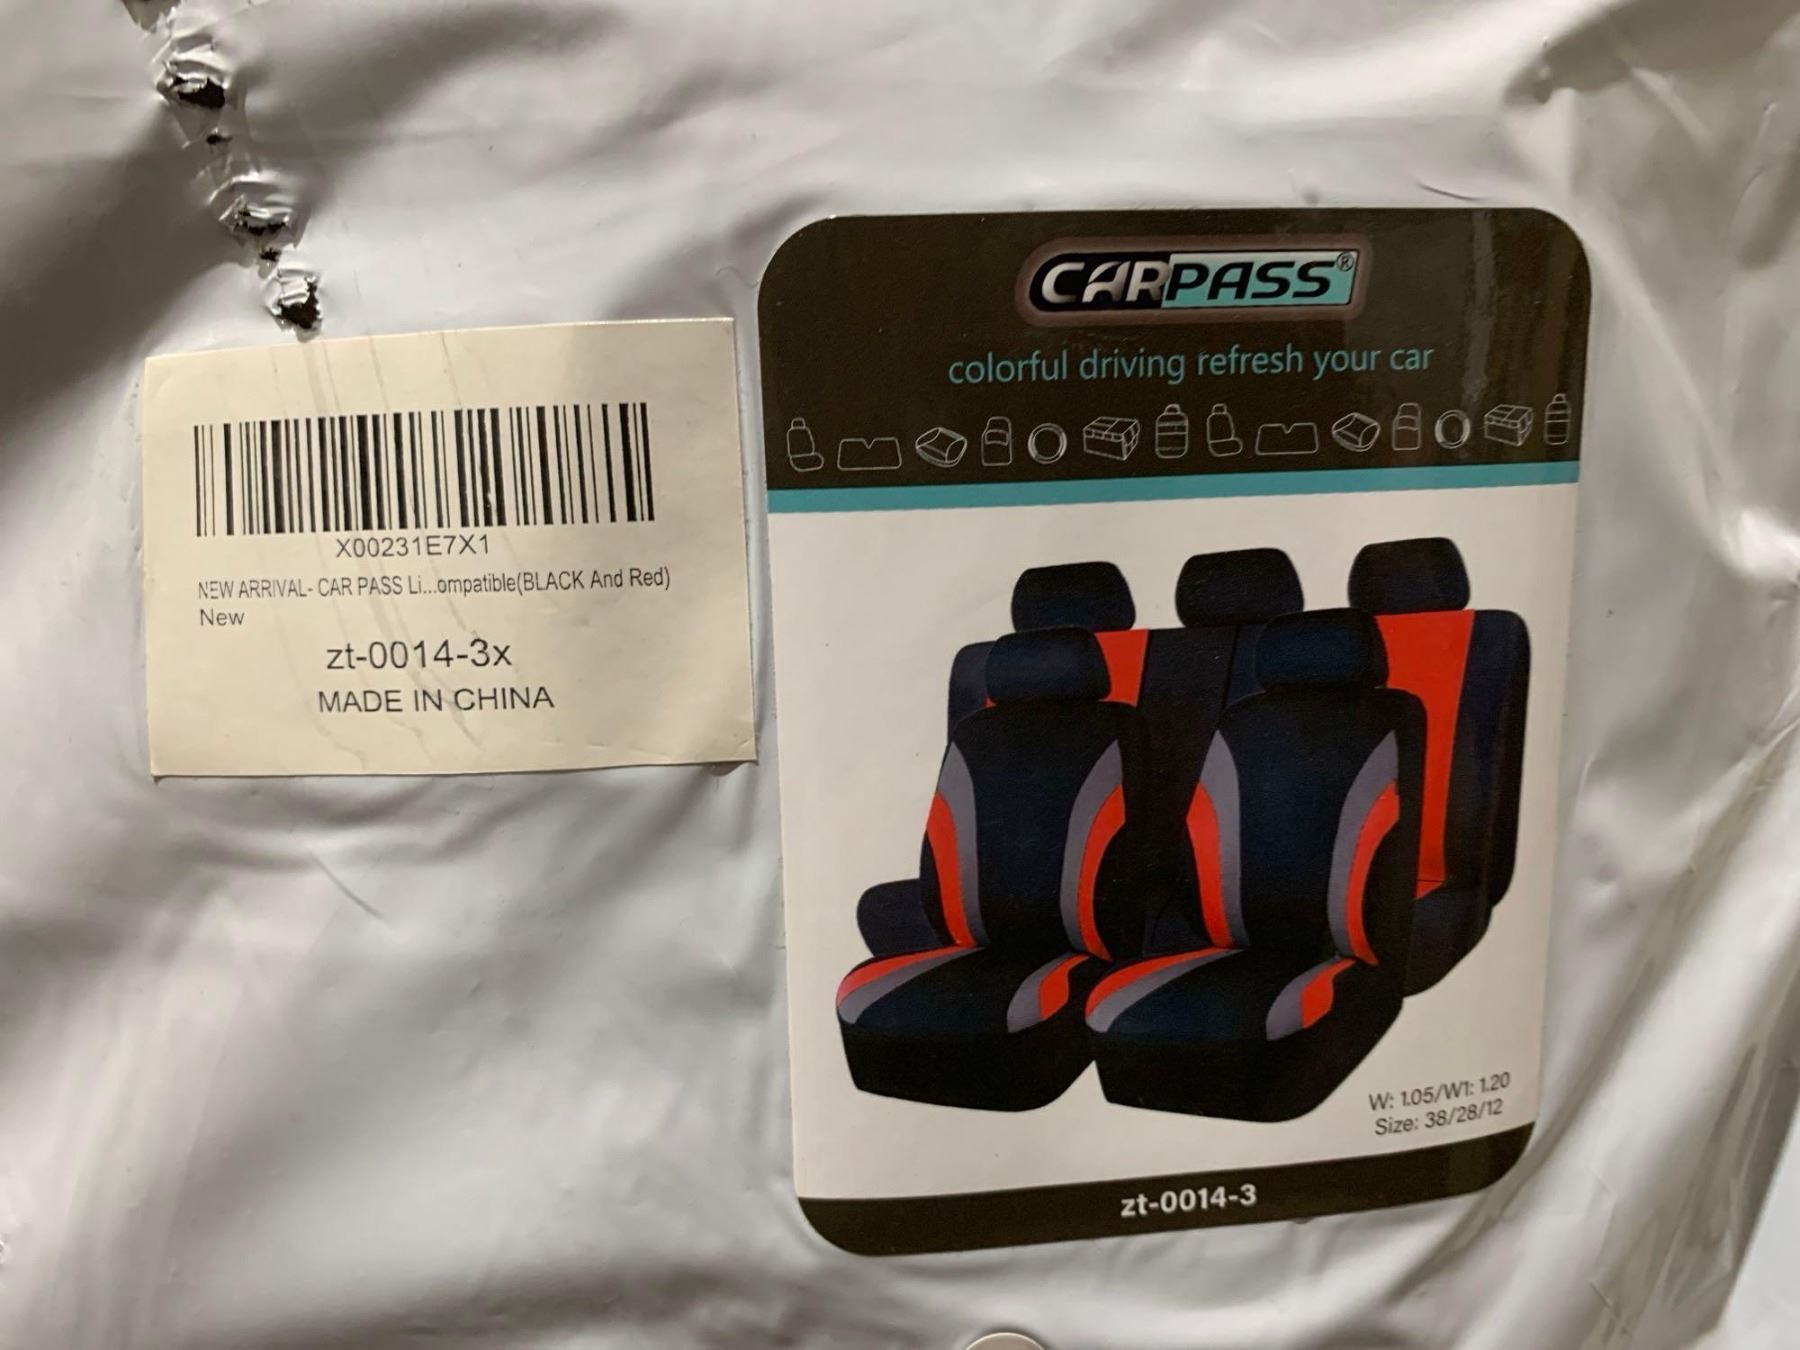 X00231E7X1
NEW ARRIVAL- CAR PASS Li...ompatible(BLACK And Red)
New
zt-0014-3x
MADE IN CHINA
CARPASS®
colorful driving refresh your car
W: 1.05/W1: 1.20
Size: 38/28/12
zt-0014-3